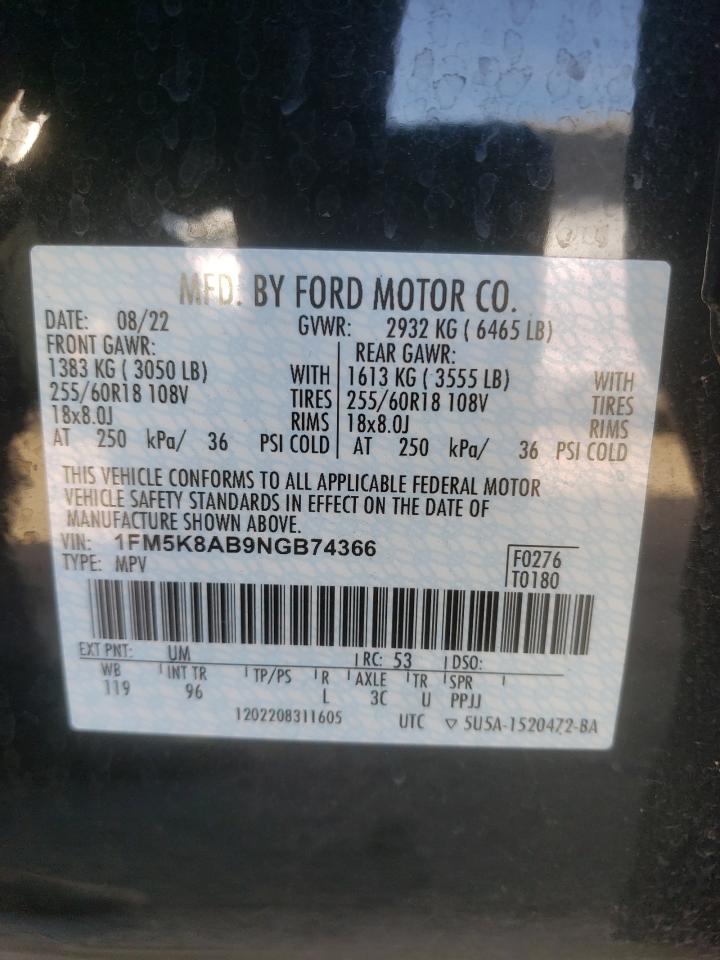 MFD. BY FORD MOTOR CO.
DATE: 08/22 GVWR: 2932 KG ( 6465 LB)
FRONT GAWR: REAR GAWR:
1383 KG ( 3050 LB) WITH 1613 KG ( 3555 LB) WITH
255/60R18 108V TIRES 255/60R18 108V TIRES
18x8.0J RIMS 18x8.0J RIMS
AT 250 kPa/ 36 PSI COLD AT 250 kPa/ 36 PSI COLD
THIS VEHICLE CONFORMS TO ALL APPLICABLE FEDERAL MOTOR
VEHICLE SAFETY STANDARDS IN EFFECT ON THE DATE OF
MANUFACTURE SHOWN ABOVE.
VIN: 1FM5K8AB9NGB74366
TYPE: MPV
F0276
T0180
EXT PNT: UM RC: 53 DSO:
WB INT TR TP/PS R AXLE TR SPR
119 96 L 3C U PPJJ
1202208311605 UTC ▽ 5U5A-1520472-BA